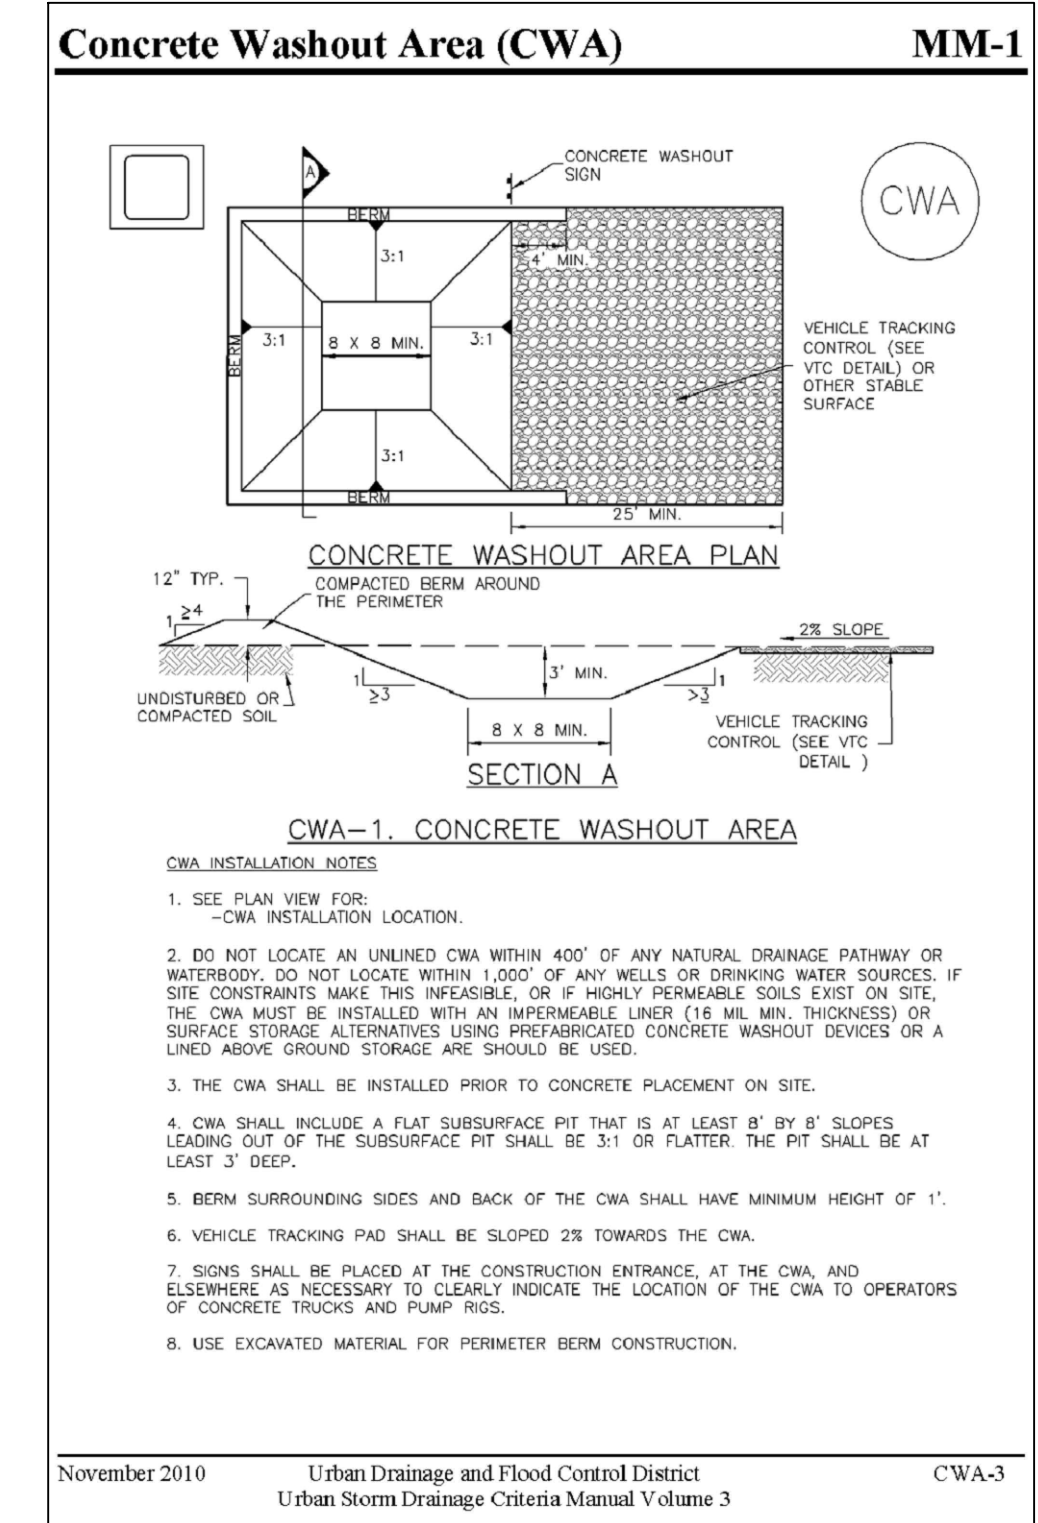 Concrete Washout Area (CWA) MM-1
CONCRETE WASHOUT
SIGN
A
CWA
BERM
3:1
4' MIN.
BERM
3:1
8 X 8 MIN.
3:1
VEHICLE TRACKING
CONTROL (SEE
VTC DETAIL) OR
OTHER STABLE
SURFACE
3:1
BERM
25' MIN.
CONCRETE WASHOUT AREA PLAN
12" TYP.
COMPACTED BERM AROUND
THE PERIMETER
1 ≥4
2% SLOPE
3' MIN.
1
≥3
1
>3
UNDISTURBED OR
COMPACTED SOIL
8 X 8 MIN.
VEHICLE TRACKING
CONTROL (SEE VTC
DETAIL )
SECTION A
CWA-1. CONCRETE WASHOUT AREA
CWA INSTALLATION NOTES
1. SEE PLAN VIEW FOR:
-CWA INSTALLATION LOCATION.
2. DO NOT LOCATE AN UNLINED CWA WITHIN 400' OF ANY NATURAL DRAINAGE PATHWAY OR
WATERBODY. DO NOT LOCATE WITHIN 1,000' OF ANY WELLS OR DRINKING WATER SOURCES. IF
SITE CONSTRAINTS MAKE THIS INFEASIBLE, OR IF HIGHLY PERMEABLE SOILS EXIST ON SITE,
THE CWA MUST BE INSTALLED WITH AN IMPERMEABLE LINER (16 MIL MIN. THICKNESS) OR
SURFACE STORAGE ALTERNATIVES USING PREFABRICATED CONCRETE WASHOUT DEVICES OR A
LINED ABOVE GROUND STORAGE ARE SHOULD BE USED.
3. THE CWA SHALL BE INSTALLED PRIOR TO CONCRETE PLACEMENT ON SITE.
4. CWA SHALL INCLUDE A FLAT SUBSURFACE PIT THAT IS AT LEAST 8' BY 8' SLOPES
LEADING OUT OF THE SUBSURFACE PIT SHALL BE 3:1 OR FLATTER. THE PIT SHALL BE AT
LEAST 3' DEEP.
5. BERM SURROUNDING SIDES AND BACK OF THE CWA SHALL HAVE MINIMUM HEIGHT OF 1'.
6. VEHICLE TRACKING PAD SHALL BE SLOPED 2% TOWARDS THE CWA.
7. SIGNS SHALL BE PLACED AT THE CONSTRUCTION ENTRANCE, AT THE CWA, AND
ELSEWHERE AS NECESSARY TO CLEARLY INDICATE THE LOCATION OF THE CWA TO OPERATORS
OF CONCRETE TRUCKS AND PUMP RIGS.
8. USE EXCAVATED MATERIAL FOR PERIMETER BERM CONSTRUCTION.
November 2010 Urban Drainage and Flood Control District CWA-3
Urban Storm Drainage Criteria Manual Volume 3